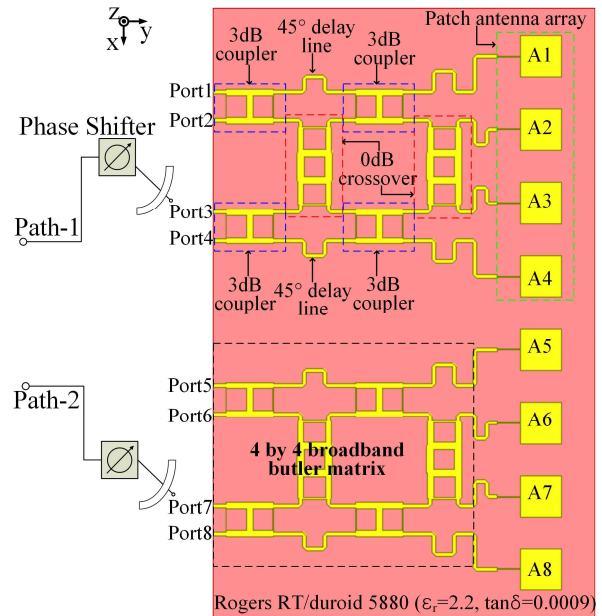 z
y
x
3dB
coupler
45° delay
line
3dB
coupler
Patch antenna array
Port1
Port2
Port3
Port4
Phase Shifter
Path-1
0dB
crossover
A1
A2
A3
A4
3dB
coupler
45° delay
line
3dB
coupler
Path-2
Port5
Port6
Port7
Port8
4 by 4 broadband
butler matrix
A5
A6
A7
A8
Rogers RT/duroid 5880 (εr=2.2, tanδ=0.0009)